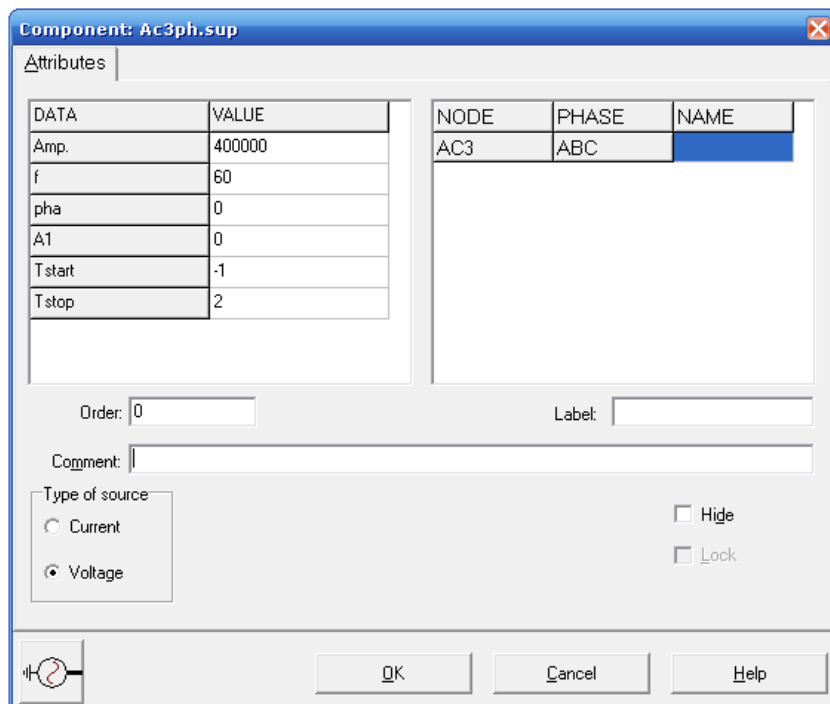 Component: Ac3ph.sup
Attributes
DATA VALUE
Amp. 400000
f 60
pha 0
A1 0
Tstart -1
Tstop 2
NODE PHASE NAME
AC3 ABC
Order: 0 Label:
Comment:
Type of source
Current
Voltage
Hide
Lock
OK Cancel Help